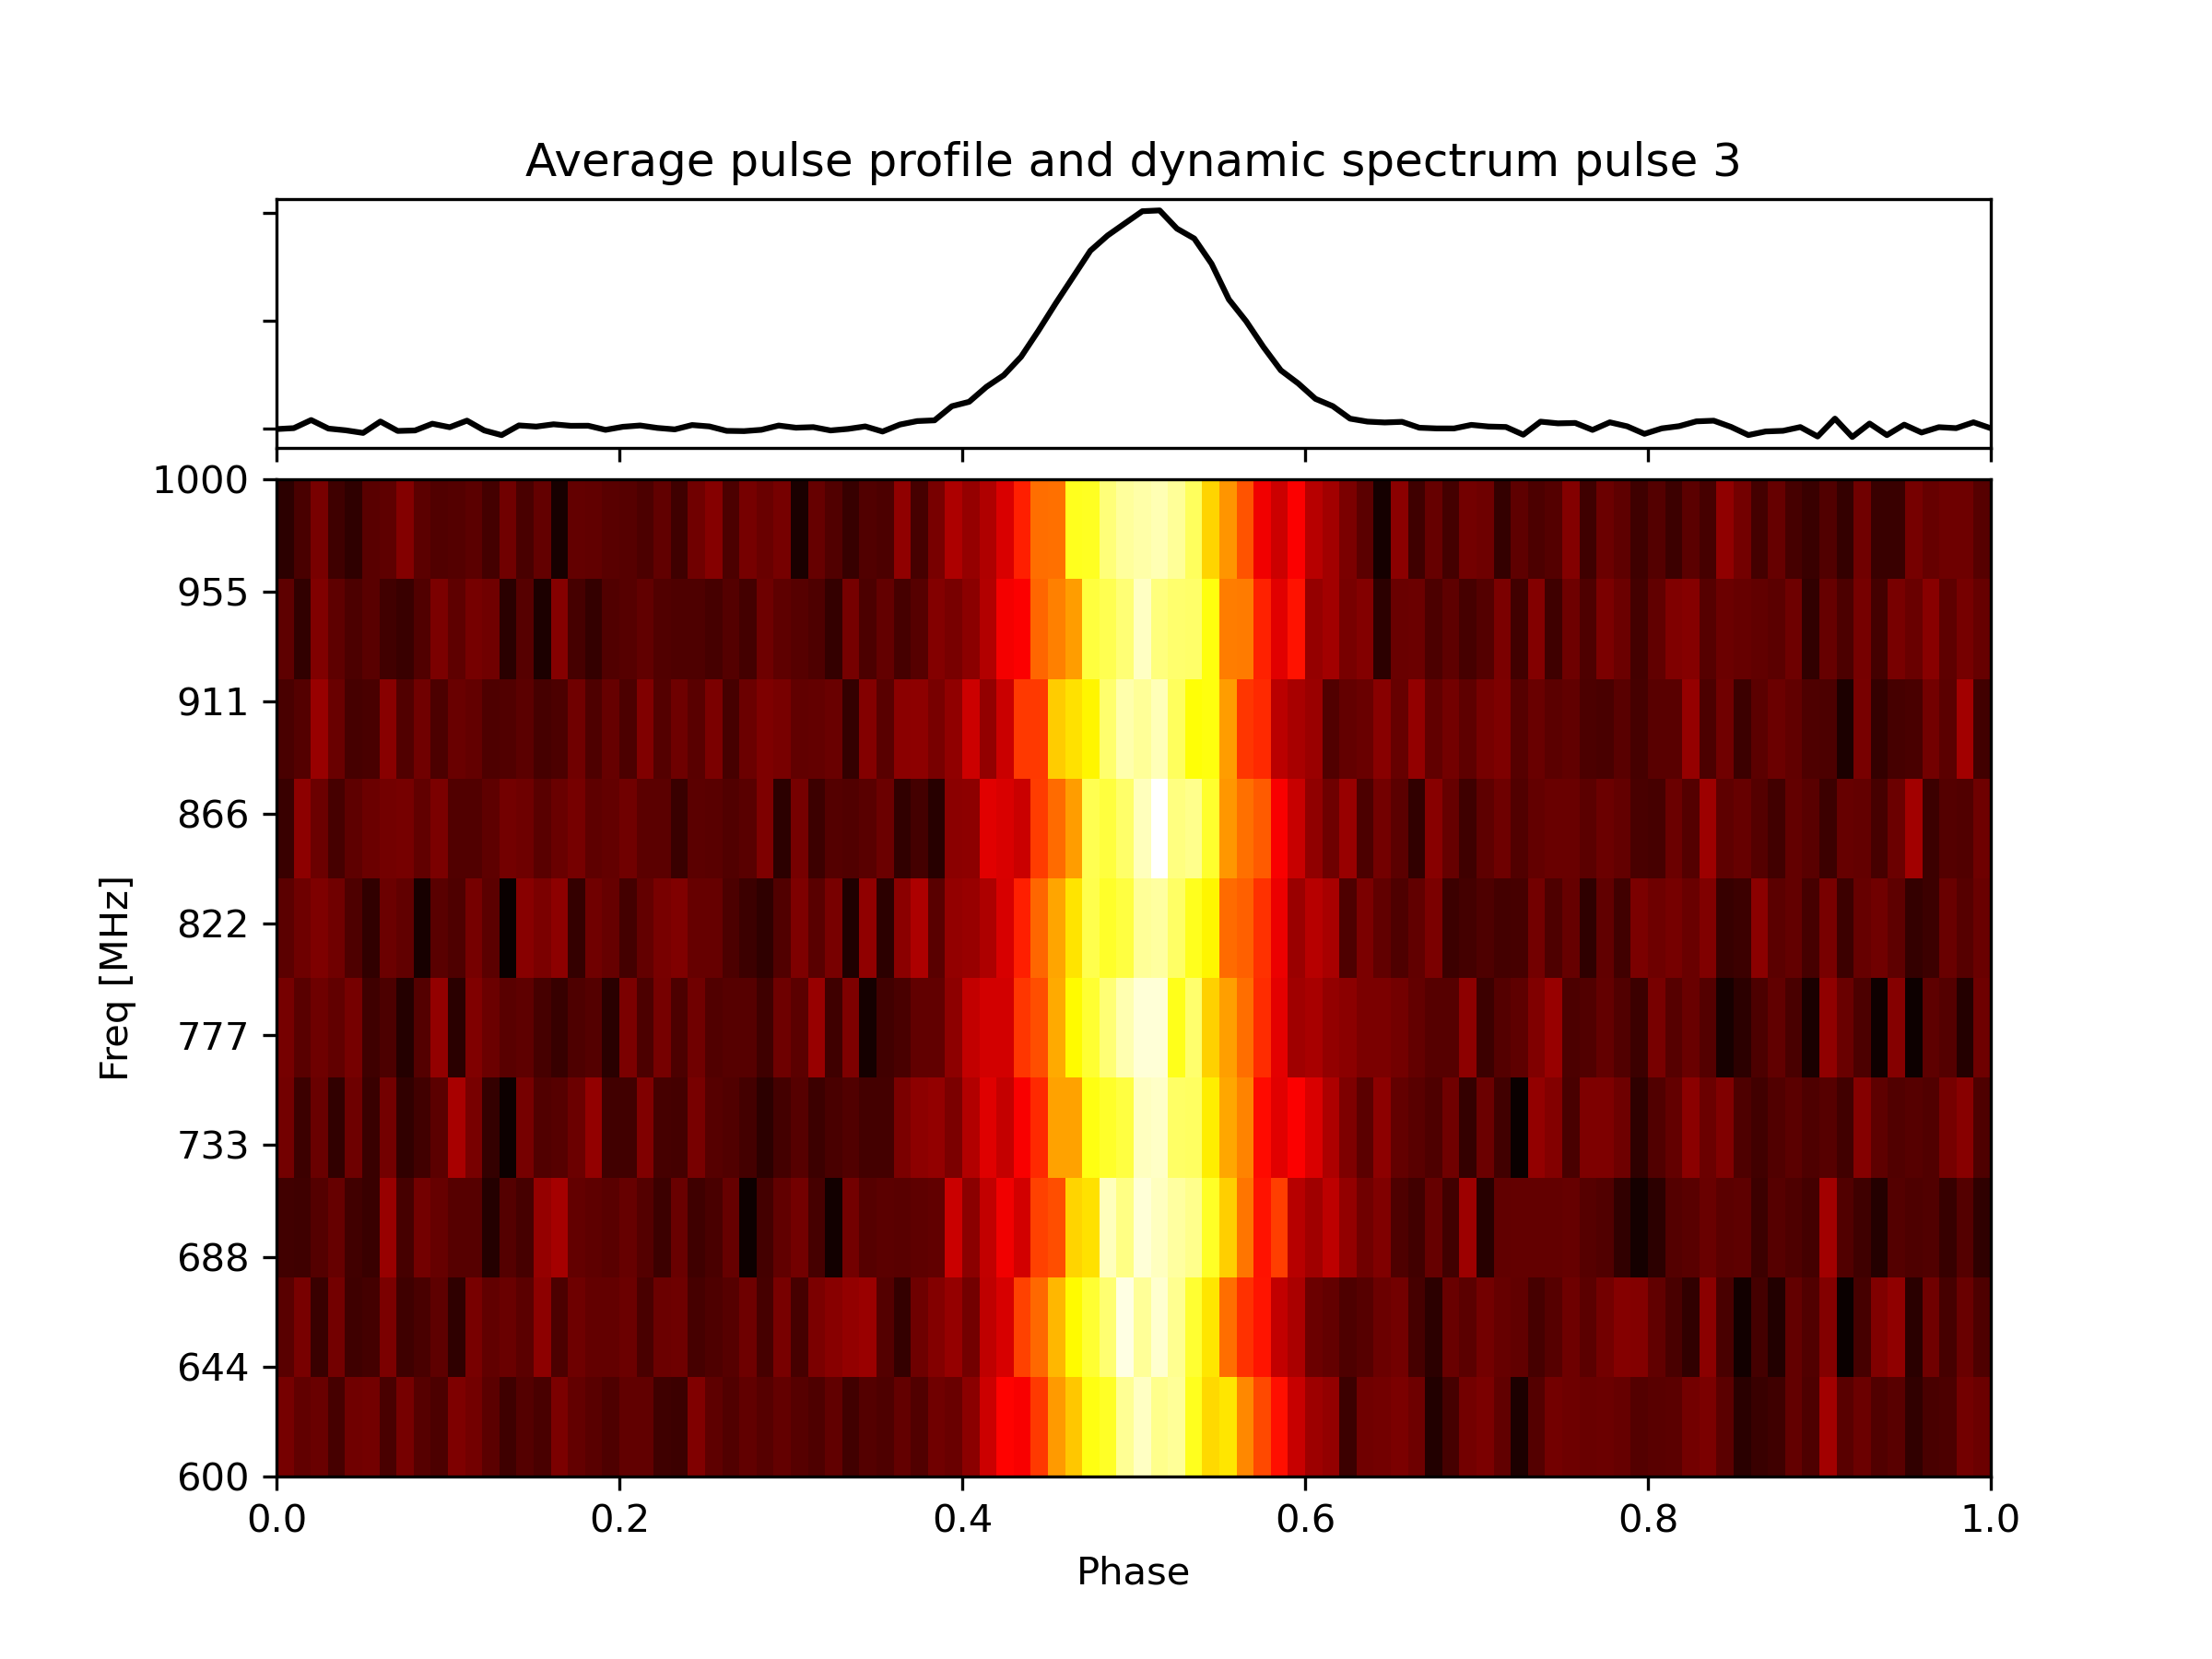 Average pulse profile and dynamic spectrum pulse 3
1000
955
911
866
822
777
733
688
644
600
Freq [MHz]
0.0 0.2 0.4 0.6 0.8 1.0
Phase